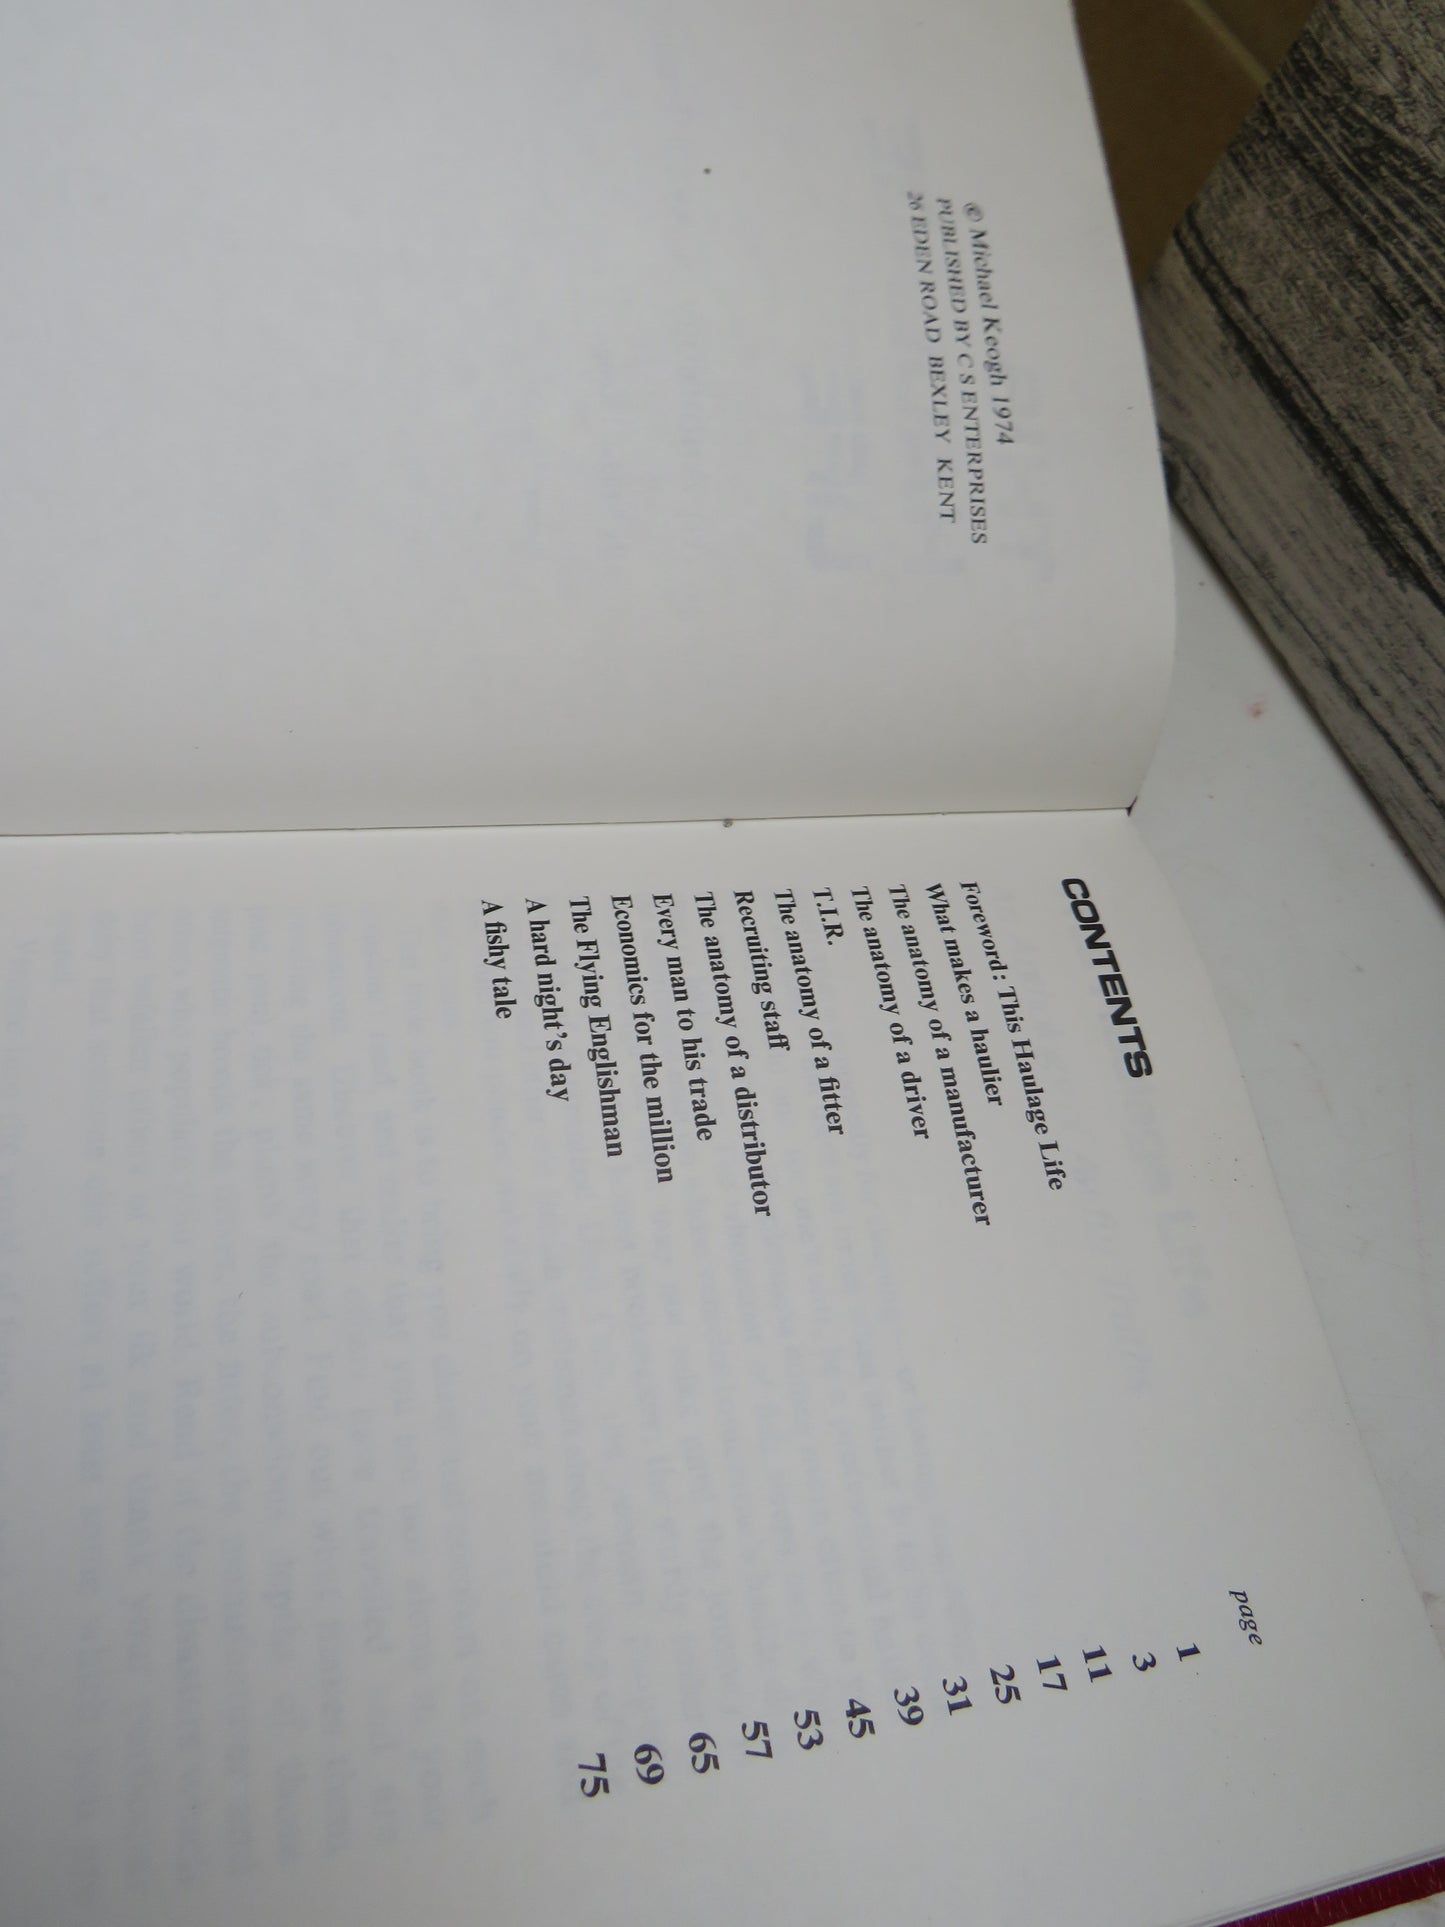 © Michael Keogh 1974
PUBLISHED BY C S ENTERPRISES
26 EDEN ROAD BEXLEY KENT
CONTENTS
page
Foreword: This Haulage Life 1
What makes a haulier 3
The anatomy of a manufacturer 11
The anatomy of a driver 17
T.I.R. 25
The anatomy of a fitter 31
Recruiting staff 39
The anatomy of a distributor 45
Every man to his trade 53
Economics for the million 57
The Flying Englishman 65
A hard night's day 69
A fishy tale 75